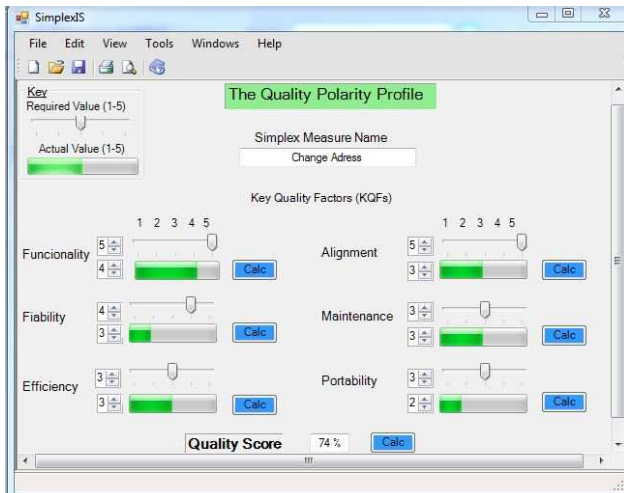 SimplexIS
File Edit View Tools Windows Help
Key
Required Value (1-5)
Actual Value (1-5)
The Quality Polarity Profile
Simplex Measure Name
Change Adress
Key Quality Factors (KQFs)
1 2 3 4 5
Funcionality
5
4
Calc
Fiability
4
3
Calc
Efficiency
3
3
Calc
1 2 3 4 5
Alignment
5
3
Calc
Maintenance
3
3
Calc
Portability
3
2
Calc
Quality Score 74 % Calc